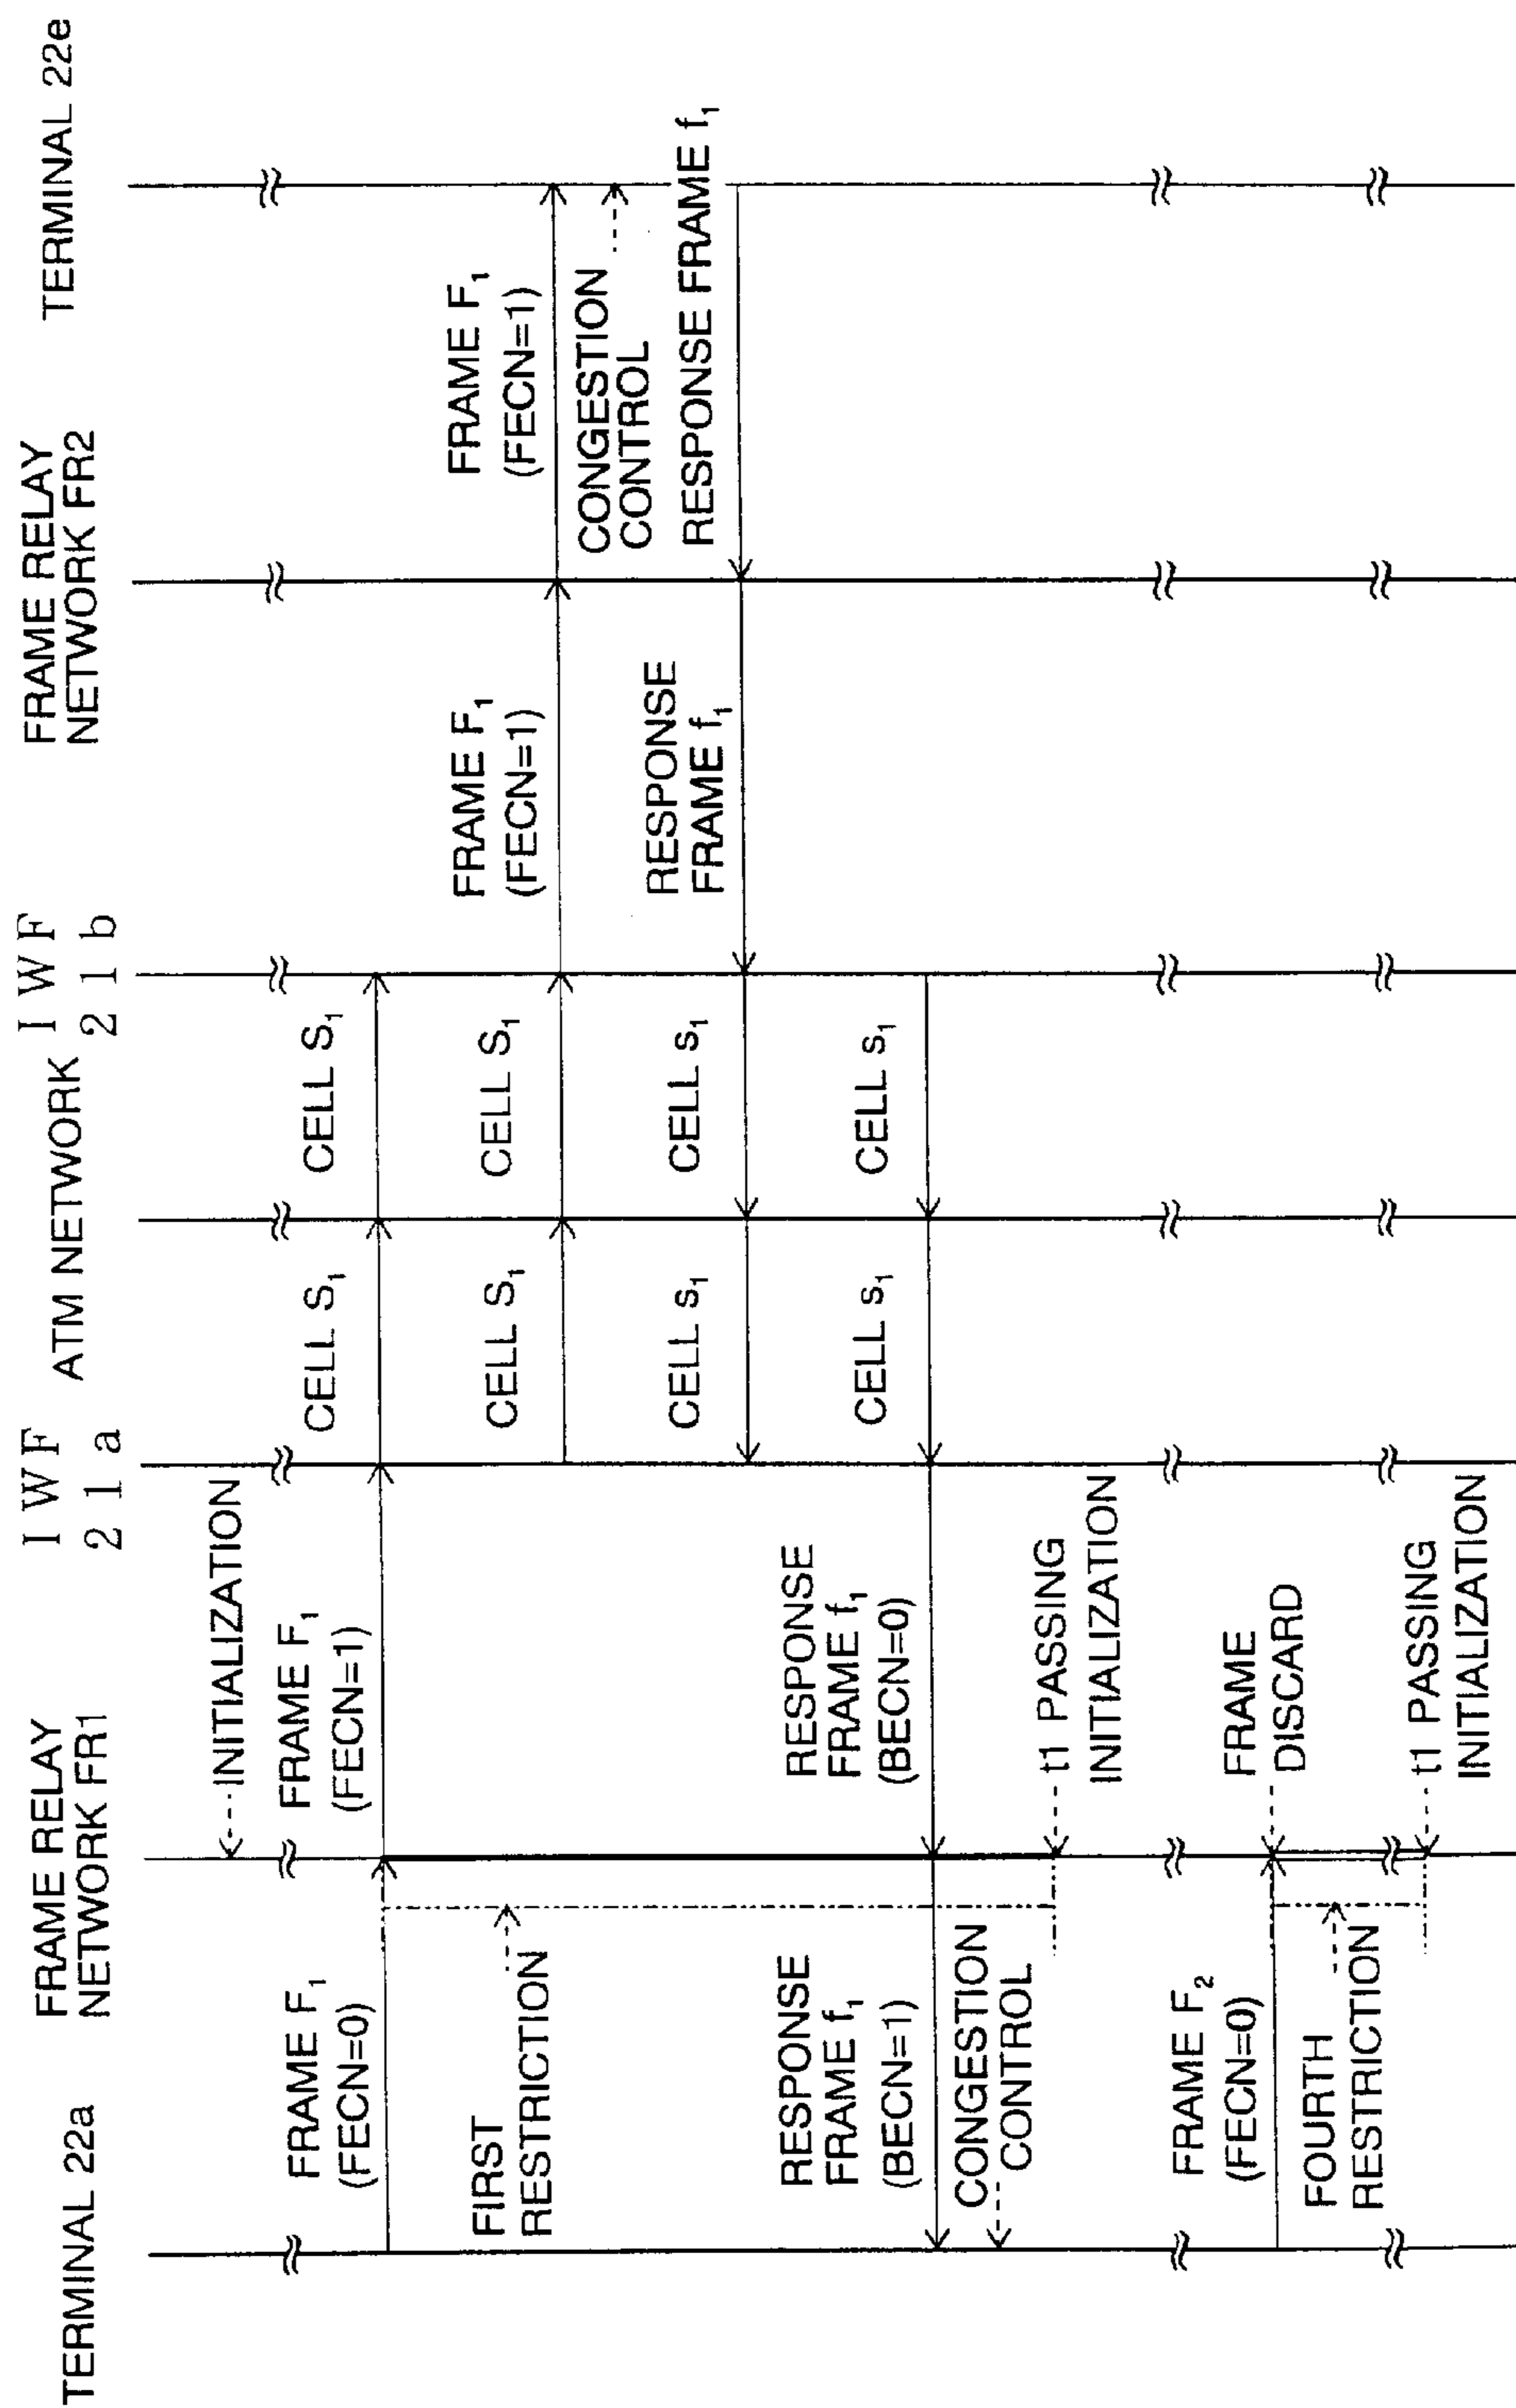 TERMINAL 22a
FRAME RELAY
NETWORK FR1
I W F
2 1 a
ATM NETWORK
I W F
2 1 b
FRAME RELAY
NETWORK FR2
TERMINAL 22e
INITIALIZATION
FRAME F₁
(FECN=0)
FRAME F₁
(FECN=1)
CELL S₁
CELL S₁
FIRST
RESTRICTION
CELL S₁
CELL S₁
FRAME F₁
(FECN=1)
FRAME F₁
(FECN=1)
CONGESTION
CONTROL
RESPONSE FRAME f₁
RESPONSE
FRAME f₁
CELL s₁
CELL s₁
CELL s₁
CELL s₁
RESPONSE
FRAME f₁
(BECN=0)
RESPONSE
FRAME f₁
(BECN=1)
CONGESTION
CONTROL
t1 PASSING
INITIALIZATION
FRAME F₂
(FECN=0)
FRAME
DISCARD
FOURTH
RESTRICTION
t1 PASSING
INITIALIZATION